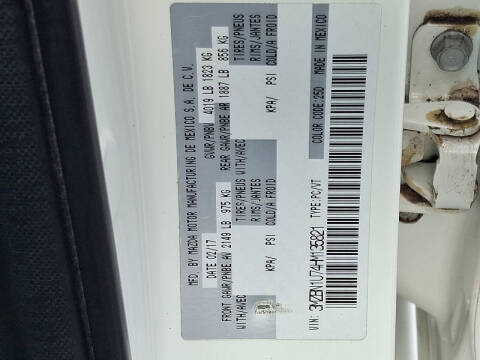 MFD. BY MAZDA MOTOR MANUFACTURING DE MEXICO S.A. DE C.V.
DATE 02/17 GVWR/PNBV 4019 LB 1823 KG
FRONT GAWR/PNBE AV 2149 LB 975 KG REAR GAWR/PNBE AR 1887 LB 856 KG
WITH/AVEC TIRES/PNEUS WITH/AVEC TIRES/PNEUS
RIMS/JANTES RIMS/JANTES
KPA/ PSI COLD/A FROID KPA/ PSI COLD/A FROID
COLOR CODE:25D MADE IN MEXICO
VIN: 3MZBN1U74HM135821 TYPE:PC/VT